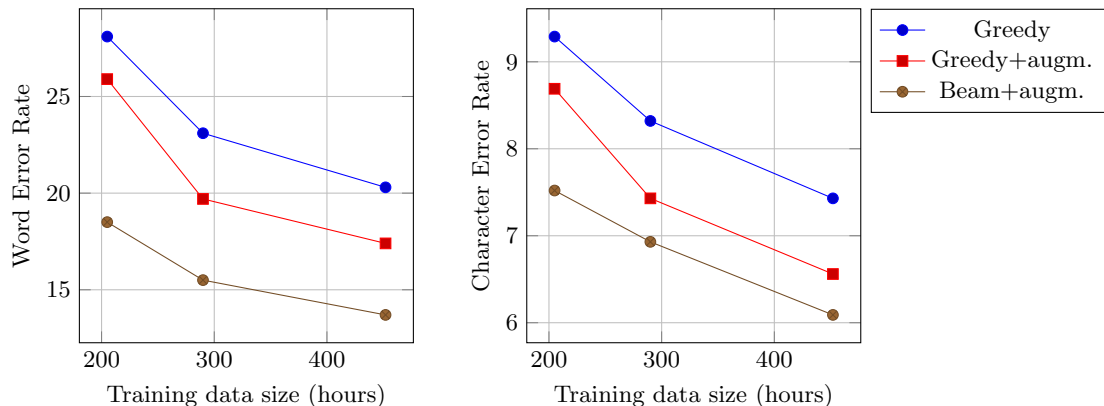 25
20
15
200 300 400
Word Error Rate
Training data size (hours)
9
8
7
6
200 300 400
Character Error Rate
Training data size (hours)
Greedy
Greedy+augm.
Beam+augm.